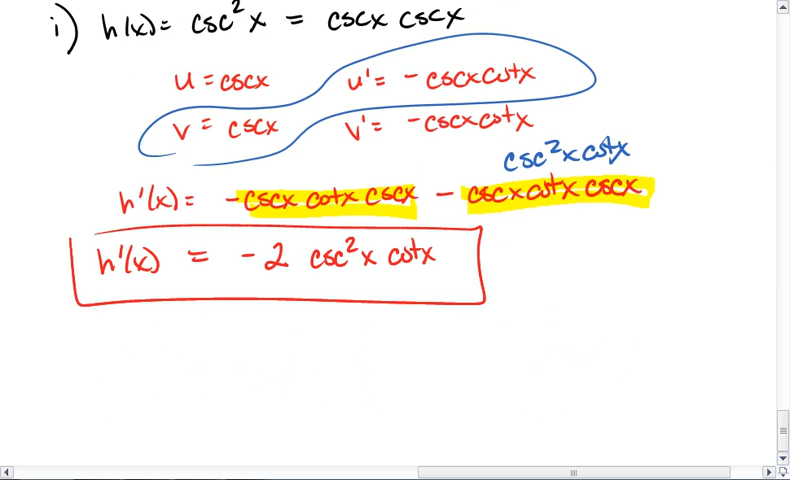 i) h(x) = csc²x = cscx cscx
u = cscx u' = - cscx cotx
v = cscx v' = - cscx cotx
csc²x cotx
h'(x) = - cscx cotx cscx - cscx cotx cscx
h'(x) = - 2 csc²x cotx